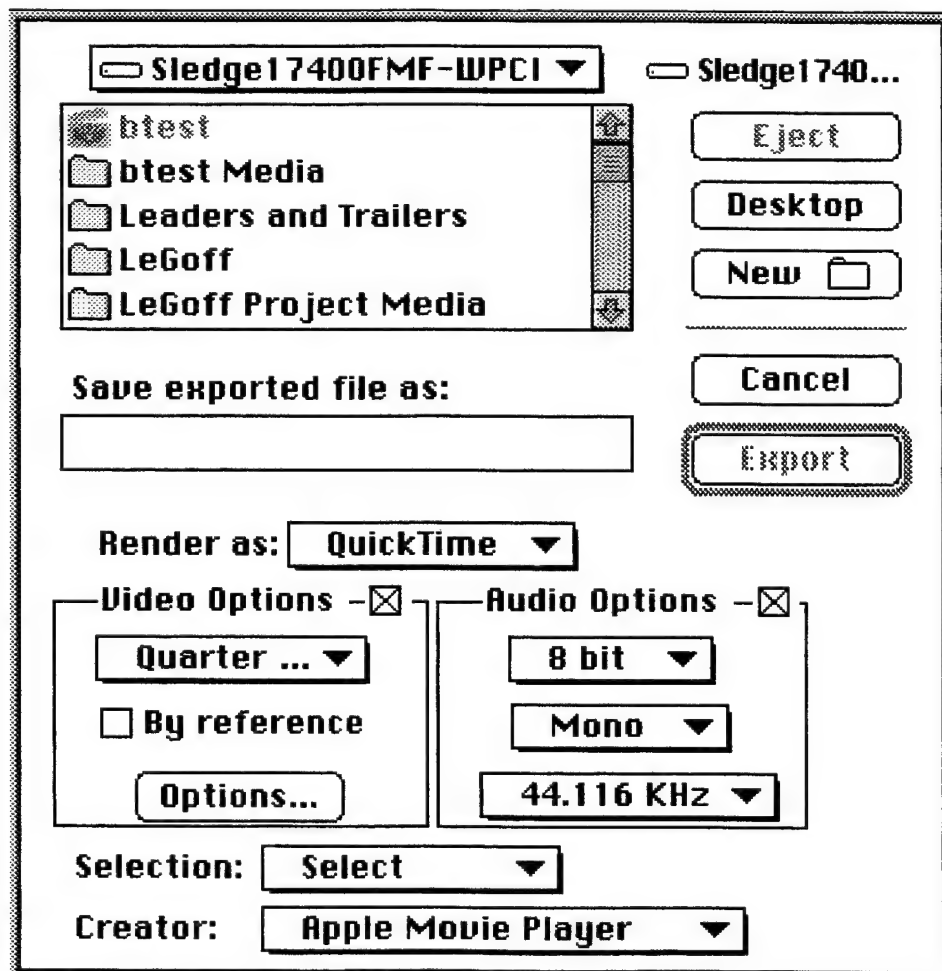 Sledge17400FMF-WPCI
Sledge1740...
btest
btest Media
Leaders and Trailers
LeGoff
LeGoff Project Media
Eject
Desktop
New
Cancel
Export
Save exported file as:
Render as: QuickTime
Video Options
Quarter ...
By reference
Options...
Audio Options
8 bit
Mono
44.116 KHz
Selection: Select
Creator: Apple Movie Player